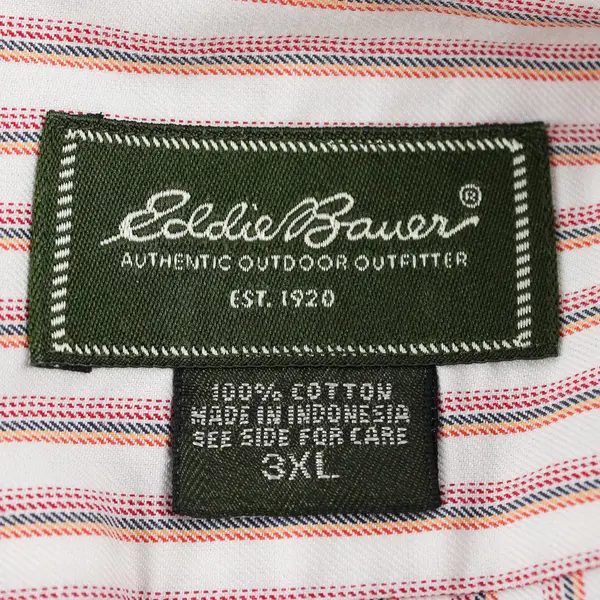 Eddie Bauer®
AUTHENTIC OUTDOOR OUTFITTER
EST. 1920
100% COTTON
MADE IN INDONESIA
SEE SIDE FOR CARE
3XL